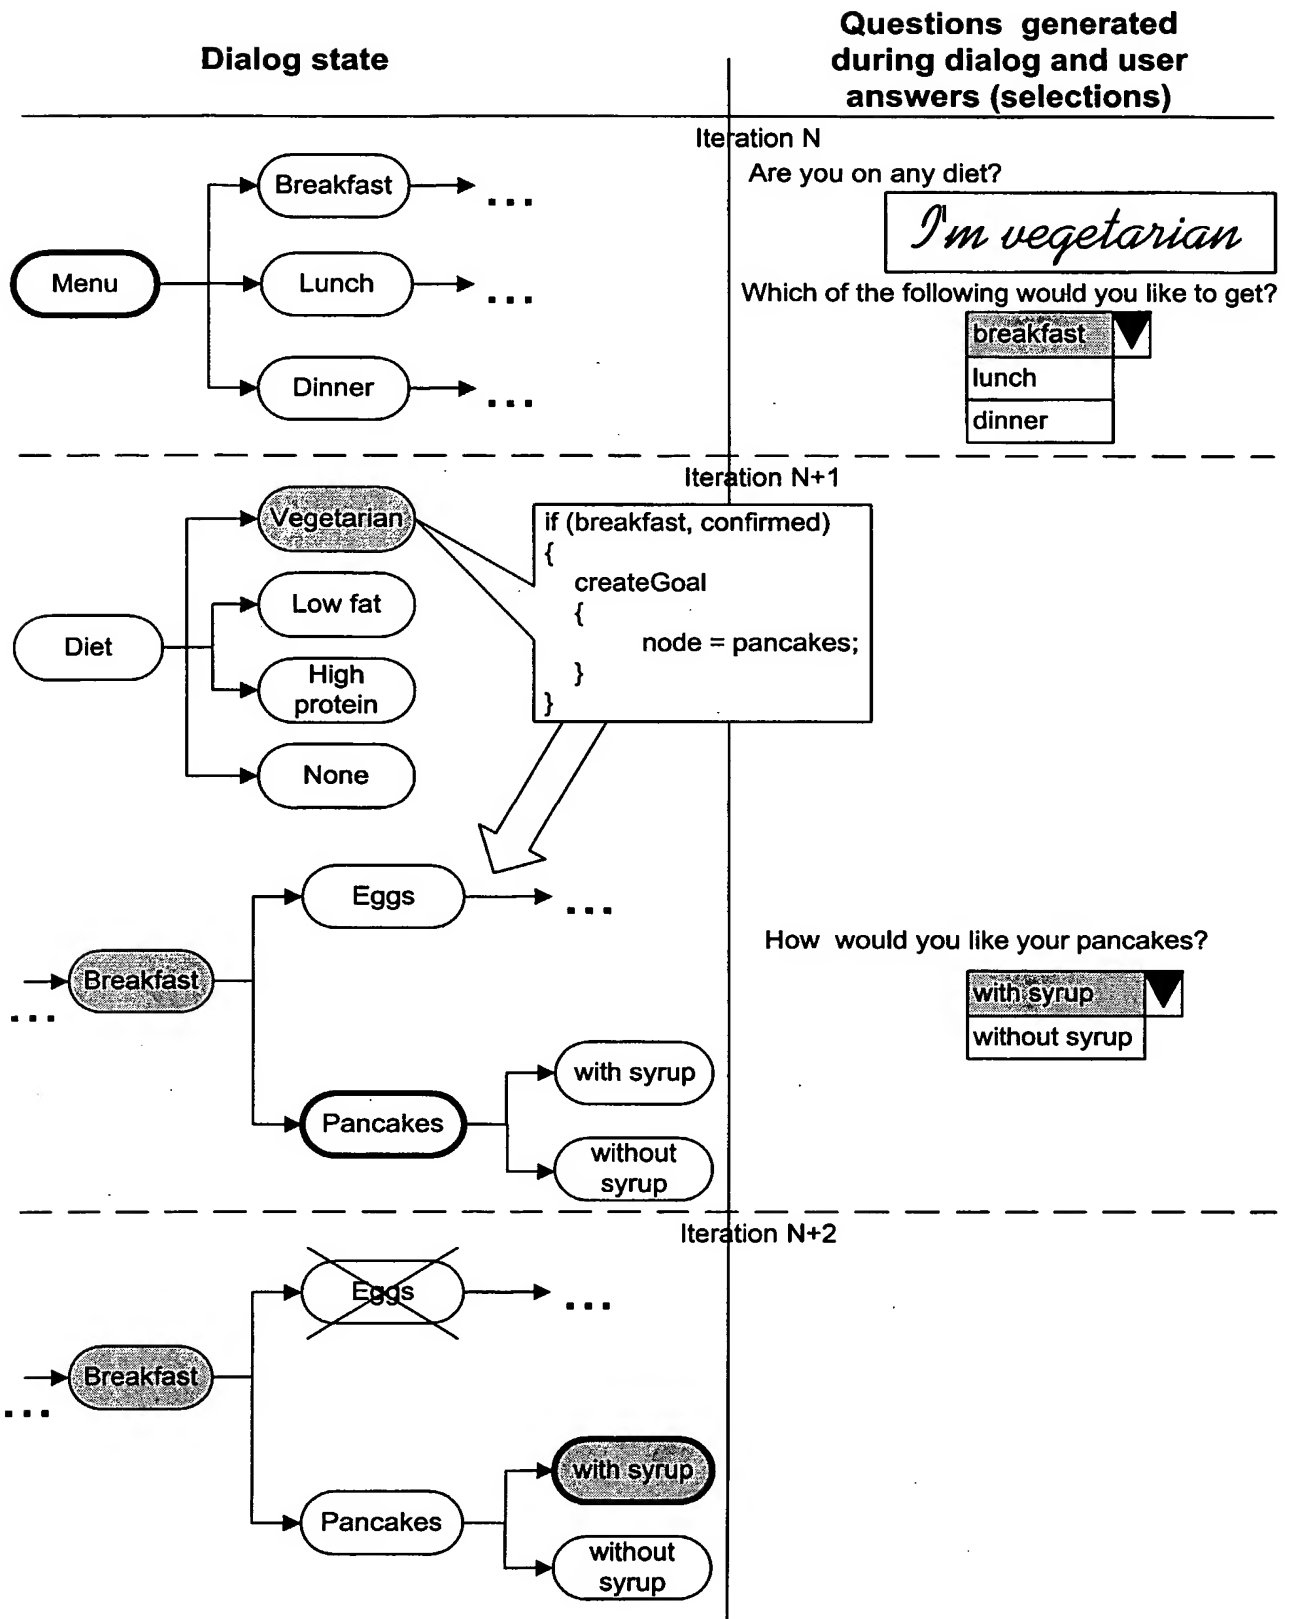 Dialog state
Questions generated
during dialog and user
answers (selections)
Iteration N
Breakfast
...
Menu
Lunch
...
Dinner
...
Are you on any diet?
I'm vegetarian
Which of the following would you like to get?
breakfast
lunch
dinner
Iteration N+1
Vegetarian
Low fat
Diet
High
protein
None
if (breakfast, confirmed)
{
createGoal
{
node = pancakes;
}
}
Eggs
...
Breakfast
...
Pancakes
with syrup
without
syrup
How would you like your pancakes?
with syrup
without syrup
Iteration N+2
Eggs
...
Breakfast
...
Pancakes
with syrup
without
syrup